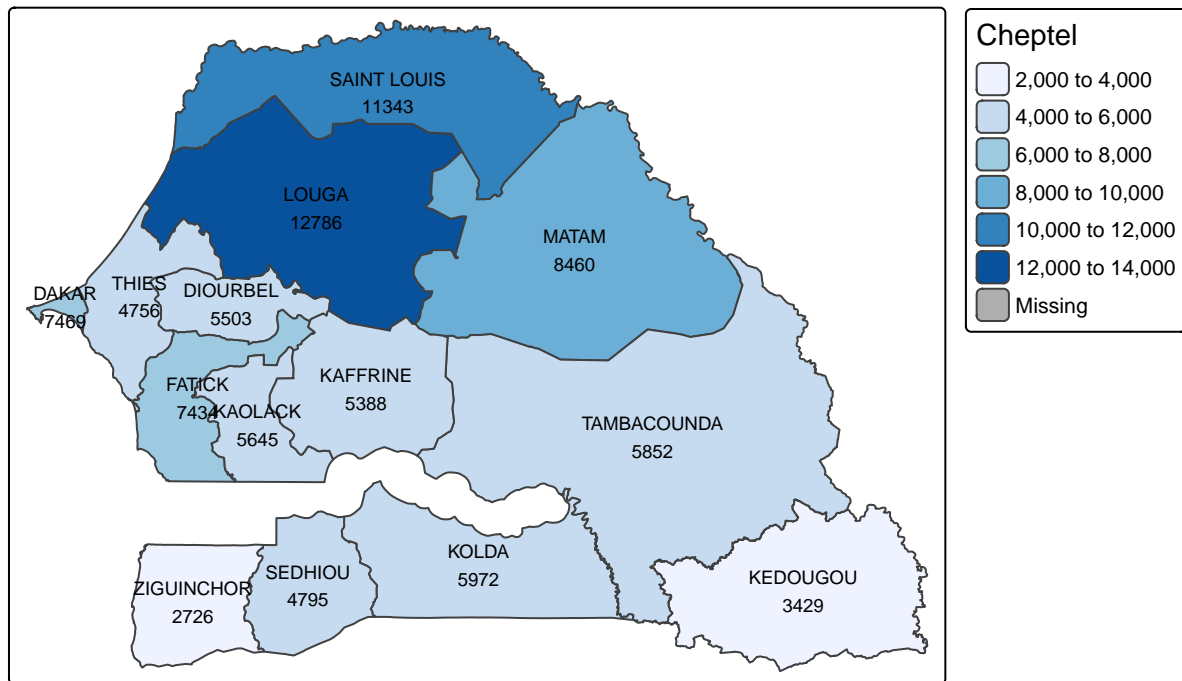 SAINT LOUIS
11343
LOUGA
12786
MATAM
8460
DAKAR
7469
THIES
4756
DIOURBEL
5503
FATICK
7434
KAOLACK
5645
KAFFRINE
5388
TAMBACOUNDA
5852
ZIGUINCHOR
2726
SEDHIOU
4795
KOLDA
5972
KEDOUGOU
3429
Cheptel
2,000 to 4,000
4,000 to 6,000
6,000 to 8,000
8,000 to 10,000
10,000 to 12,000
12,000 to 14,000
Missing